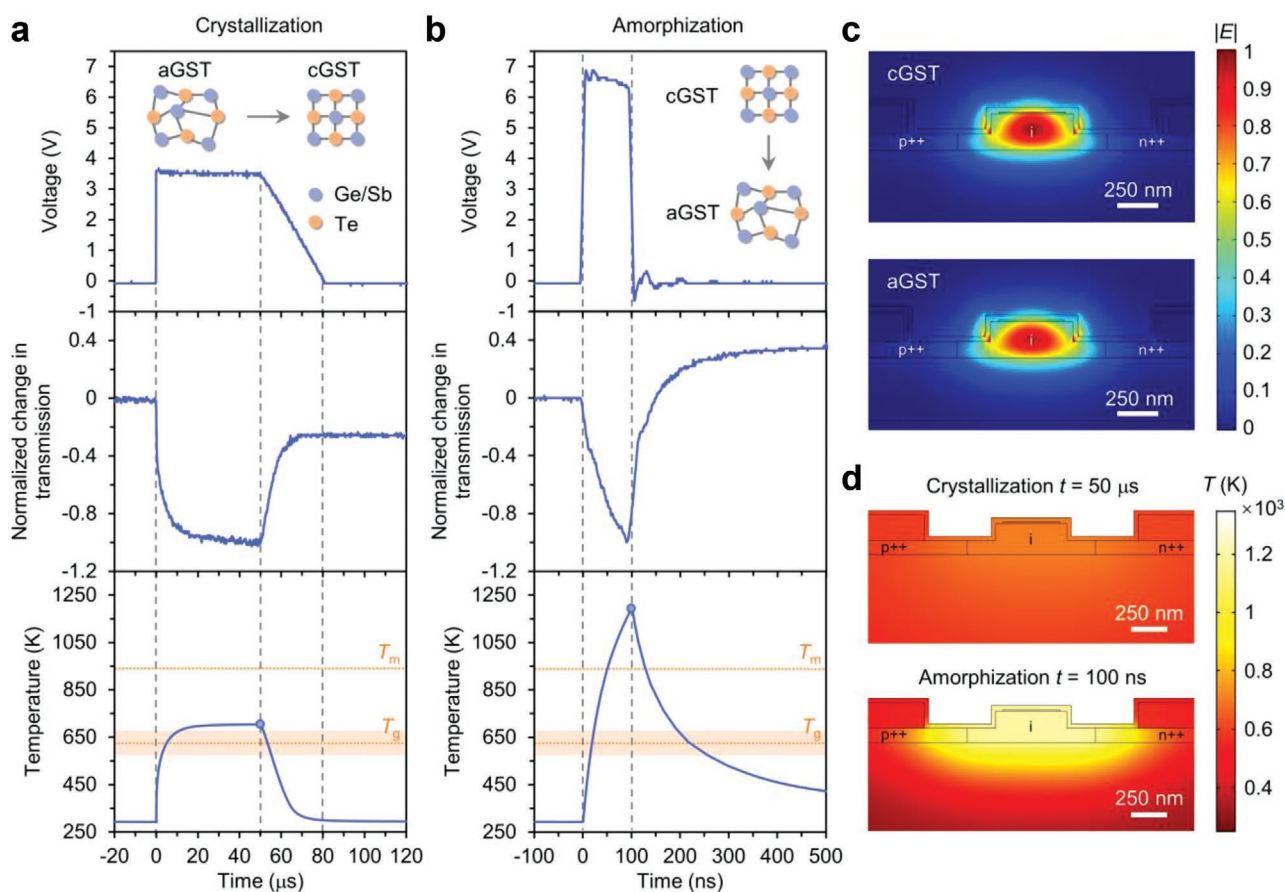 a
Crystallization
7
6
5
4
3
2
1
0
-1
Voltage (V)
aGST
cGST
Ge/Sb
Te
0.4
0
-0.4
-0.8
-1.2
Normalized change in
transmission
1250
1050
850
650
450
250
Temperature (K)
Tm
Tg
-20 0 20 40 60 80 100 120
Time (μs)
b
Amorphization
7
6
5
4
3
2
1
0
-1
Voltage (V)
cGST
aGST
0.4
0
-0.4
-0.8
-1.2
Normalized change in
transmission
1250
1050
850
650
450
250
Temperature (K)
Tm
Tg
-100 0 100 200 300 400 500
Time (ns)
c
|E|
cGST
p++ i n++
250 nm
aGST
p++ i n++
250 nm
1
0.9
0.8
0.7
0.6
0.5
0.4
0.3
0.2
0.1
0
d
Crystallization t = 50 μs
p++ i n++
250 nm
Amorphization t = 100 ns
p++ i n++
250 nm
T (K)
×10³
1.2
1
0.8
0.6
0.4